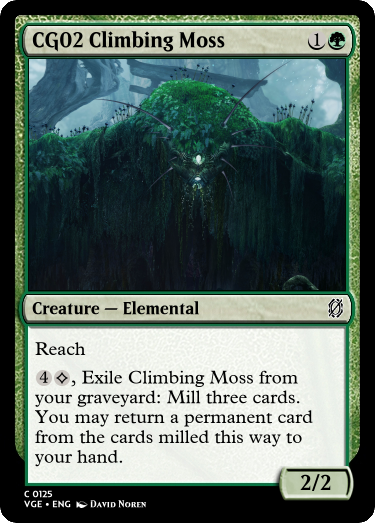 CG02 Climbing Moss 1
Creature — Elemental
Reach
4 , Exile Climbing Moss from
your graveyard: Mill three cards.
You may return a permanent card
from the cards milled this way to
your hand.
2/2
C 0125
VGE • ENG David Noren